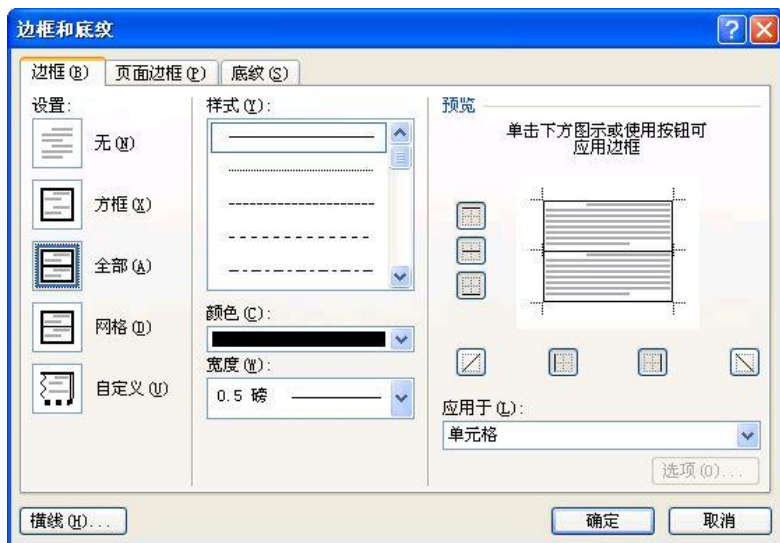 边框和底纹
边框(B)
页面边框(P)
底纹(S)
设置:
无(N)
方框(X)
全部(A)
网格(D)
自定义(U)
样式(Y):
颜色(C):
宽度(W):
0.5 磅
预览
单击下方图示或使用按钮可
应用边框
应用于(L):
单元格
选项(O)...
横线(H)...
确定
取消